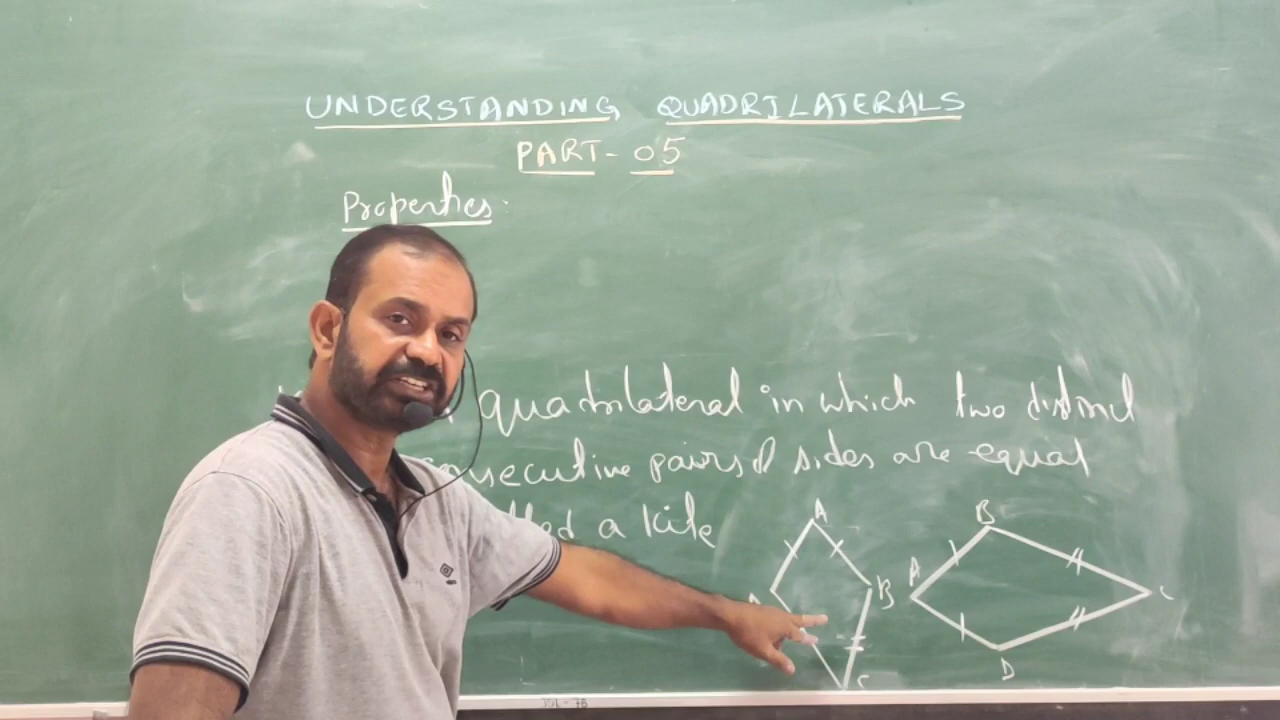 UNDERSTANDING QUADRILATERALS
PART-05
Properties:
quadrilateral in which two distinct
consecutive pairs of sides are equal
called a kite
A
B
B
A
C
C
D